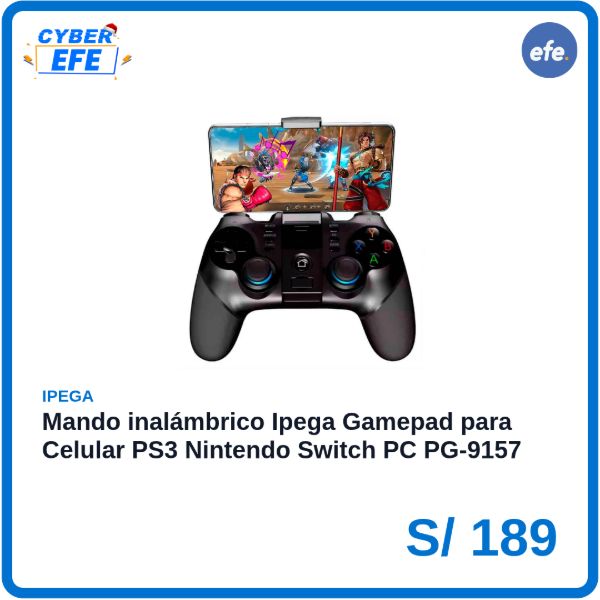 CYBER
EFE
efe.
Y
X
B
A
IPEGA
Mando inalámbrico Ipega Gamepad para
Celular PS3 Nintendo Switch PC PG-9157
S/ 189